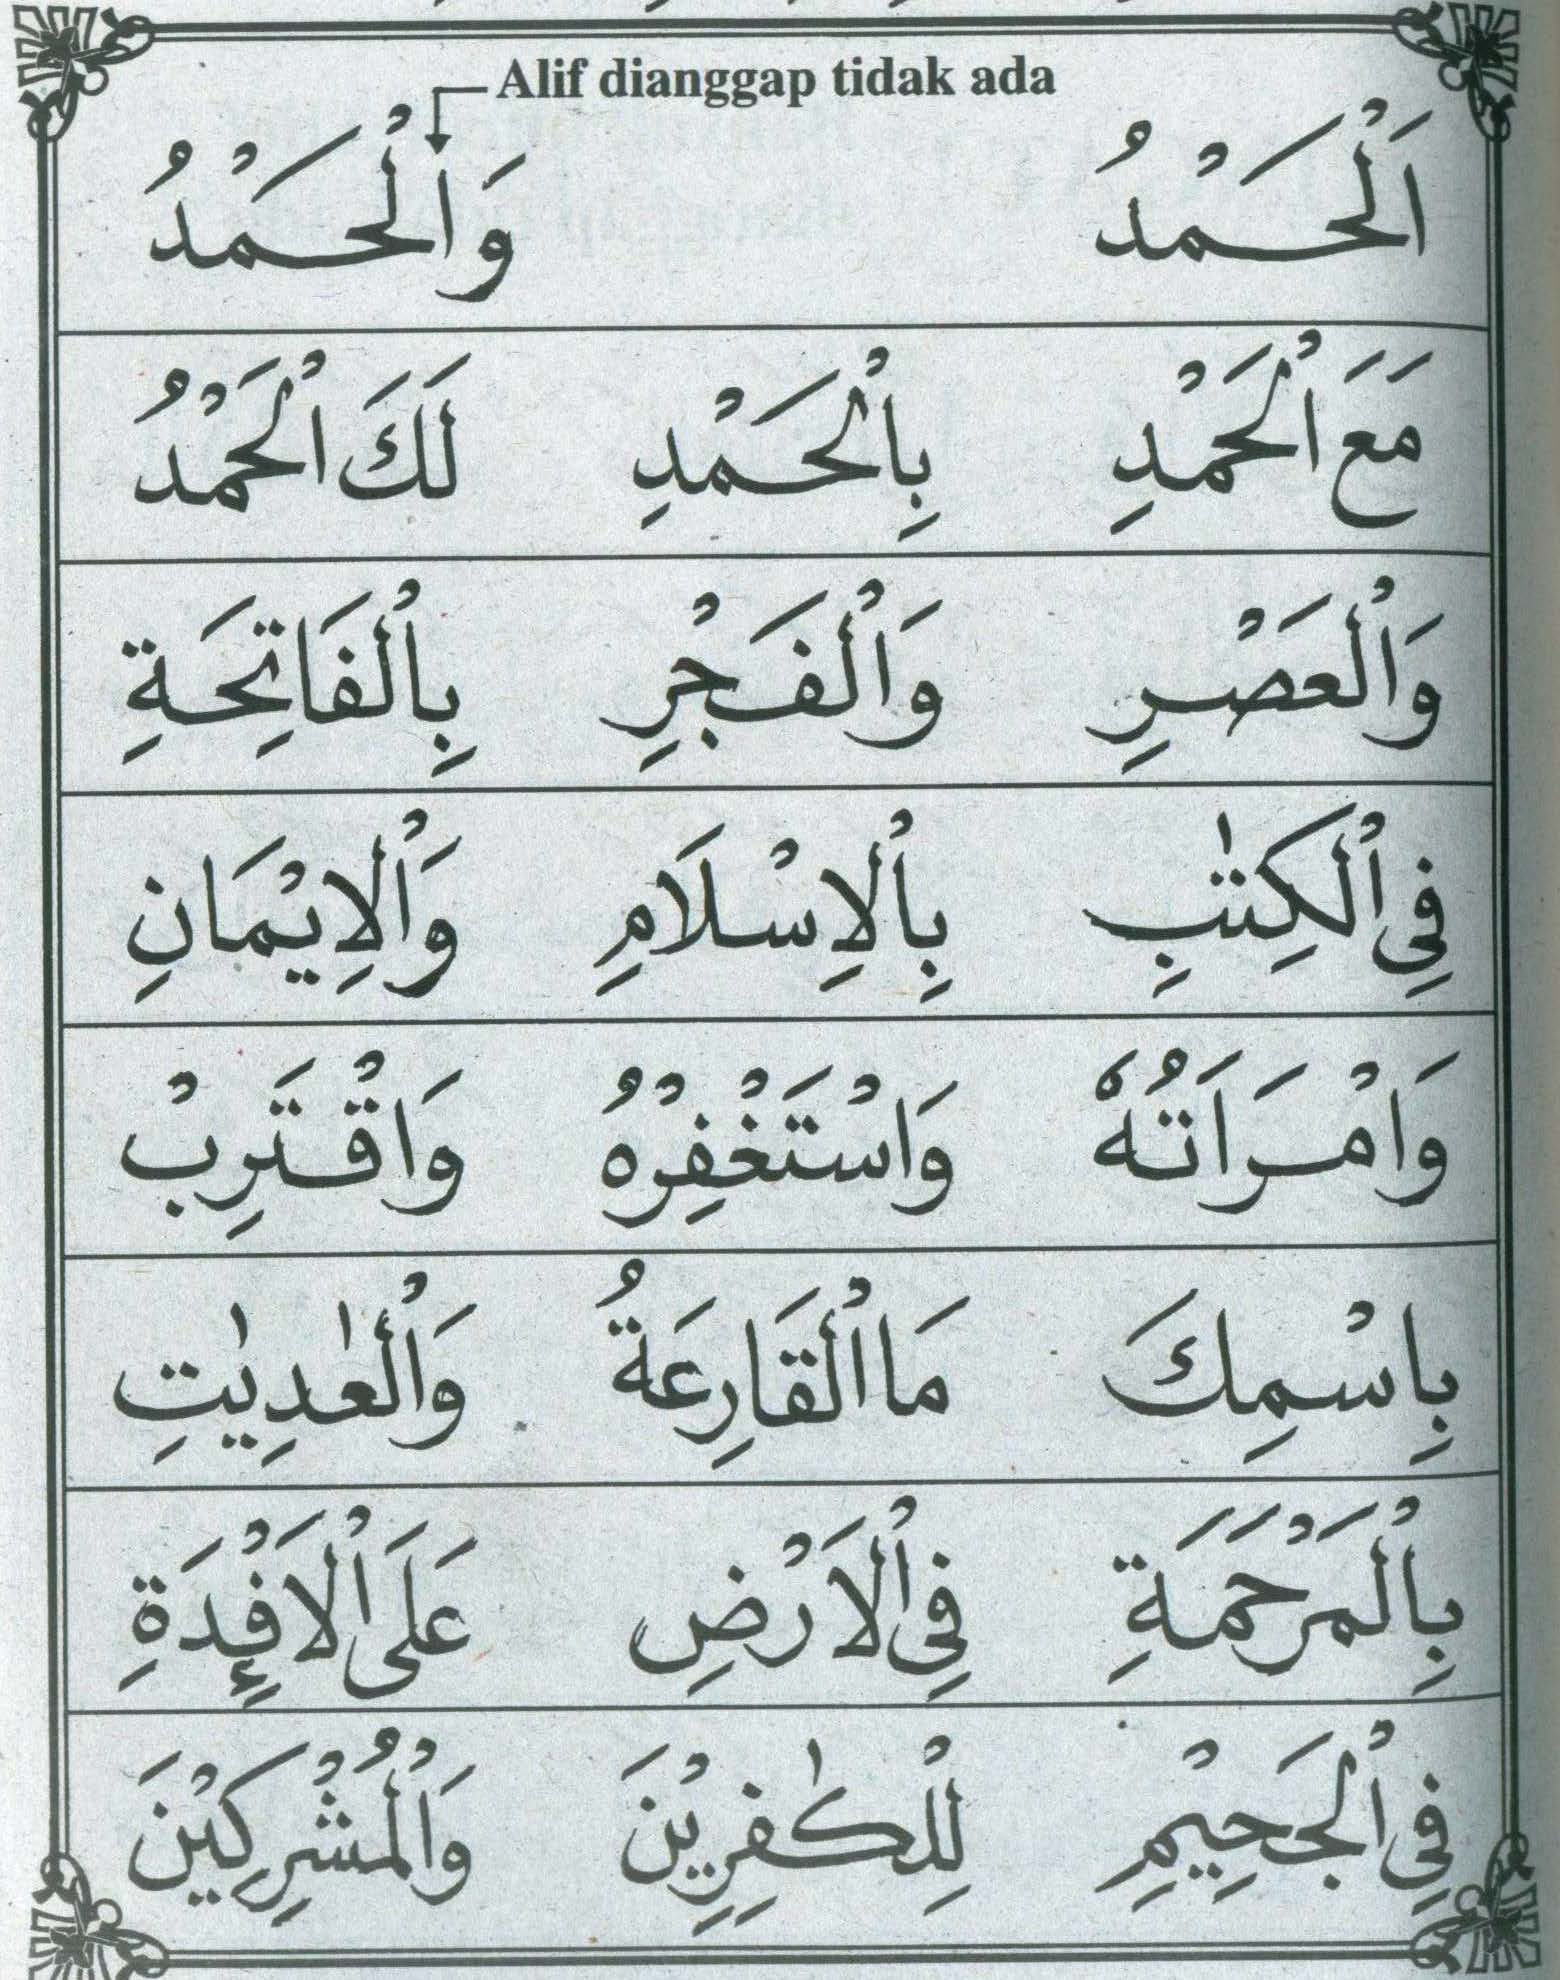 Alif dianggap tidak ada
اَلْحَمْدُ وَالْحَمْدُ
مَعَ الْحَمْدِ بِالْحَمْدِ لَكَ الْحَمْدُ
وَالْعَصْرِ وَالْفَجْرِ بِالْفَاتِحَةِ
فِى الْكِتٰبِ بِالْاِسْلَامِ وَالْاِيْمَانِ
وَامْرَاَتُهٗ وَاسْتَغْفِرْهُ وَاقْتَرِبْ
بِاسْمِكَ مَا الْقَارِعَةُ وَالْعٰدِيٰتِ
بِالْمَرْحَمَةِ فِى الْاَرْضِ عَلَى الْاَفْـِٕدَةِ
فِى الْجَحِيْمِ لِلْكٰفِرِيْنَ وَالْمُشْرِكِيْنَ